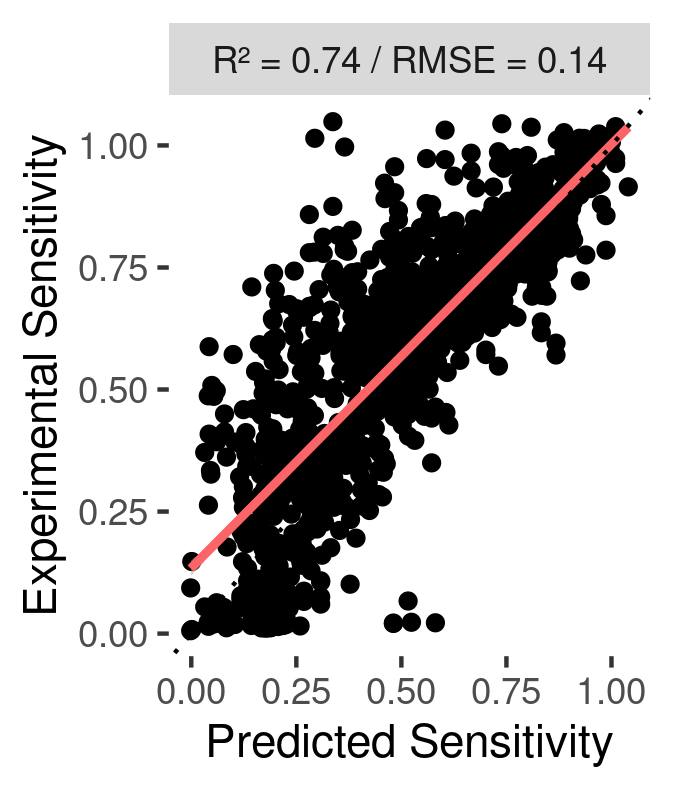 R² = 0.74 / RMSE = 0.14
Experimental Sensitivity
1.00
0.75
0.50
0.25
0.00
0.00 0.25 0.50 0.75 1.00
Predicted Sensitivity